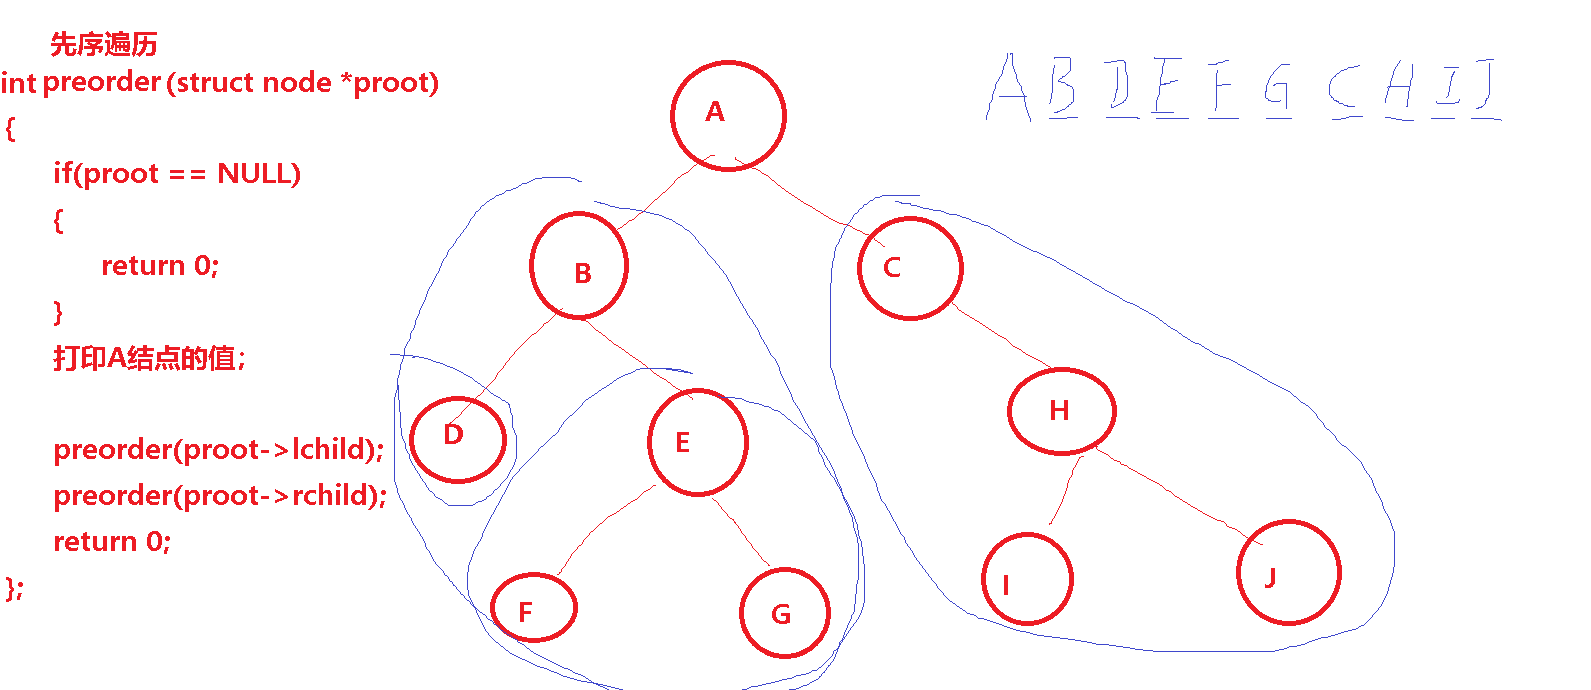 先序遍历
int preorder (struct node *proot)
{
if(proot == NULL)
{
return 0;
}
打印A结点的值;
preorder(proot->lchild);
preorder(proot->rchild);
return 0;
};
A B D E F G C H I J
A
B
C
D
E
H
F
G
I
J